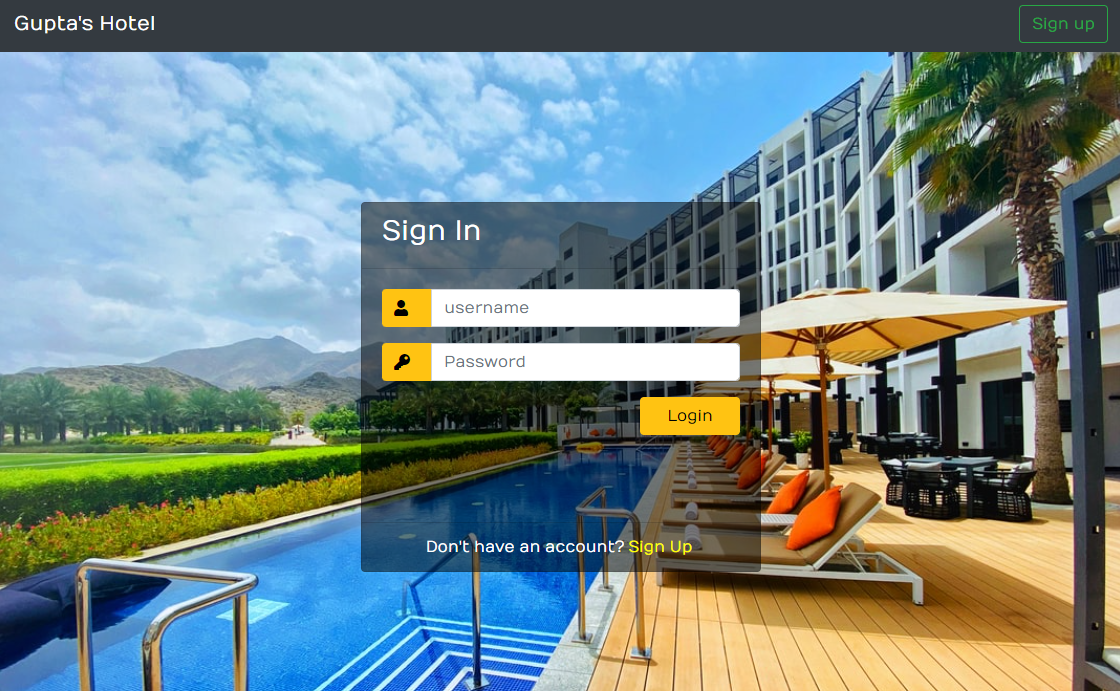 Gupta's Hotel
Sign up
Sign In
username
Password
Login
Don't have an account? Sign Up